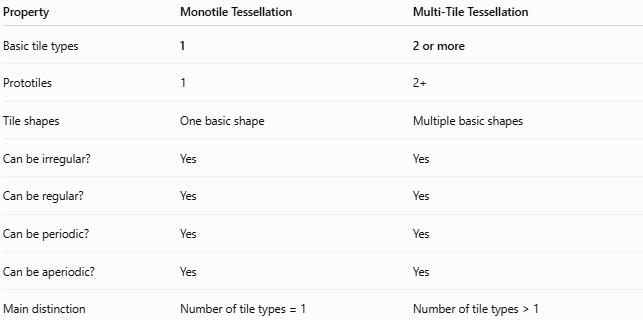 Property Monotile Tessellation Multi-Tile Tessellation
Basic tile types 1 2 or more
Prototiles 1 2+
Tile shapes One basic shape Multiple basic shapes
Can be irregular? Yes Yes
Can be regular? Yes Yes
Can be periodic? Yes Yes
Can be aperiodic? Yes Yes
Main distinction Number of tile types = 1 Number of tile types > 1